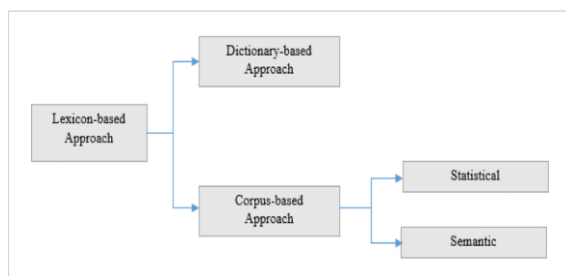 Dictionary-based
Approach
Lexicon-based
Approach
Corpus-based
Approach
Statistical
Semantic